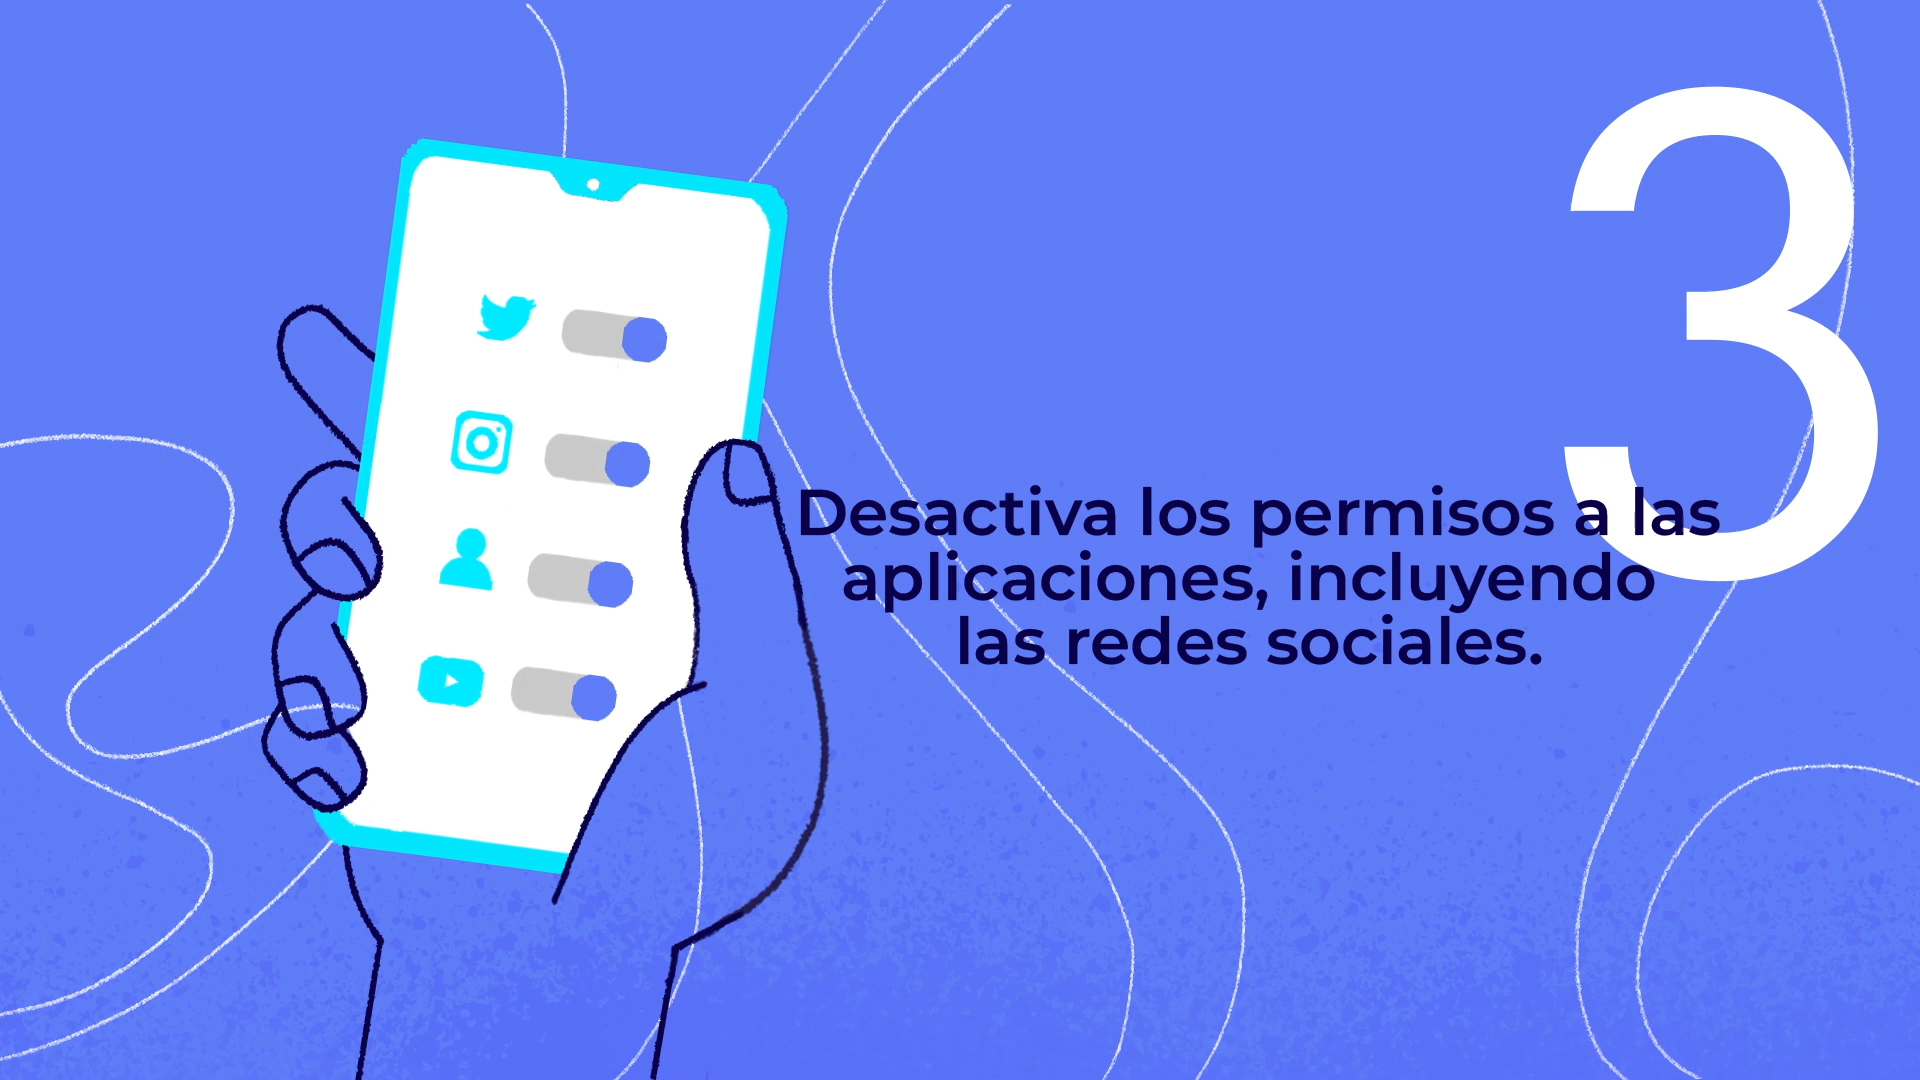 3
Desactiva los permisos a las
aplicaciones, incluyendo
las redes sociales.